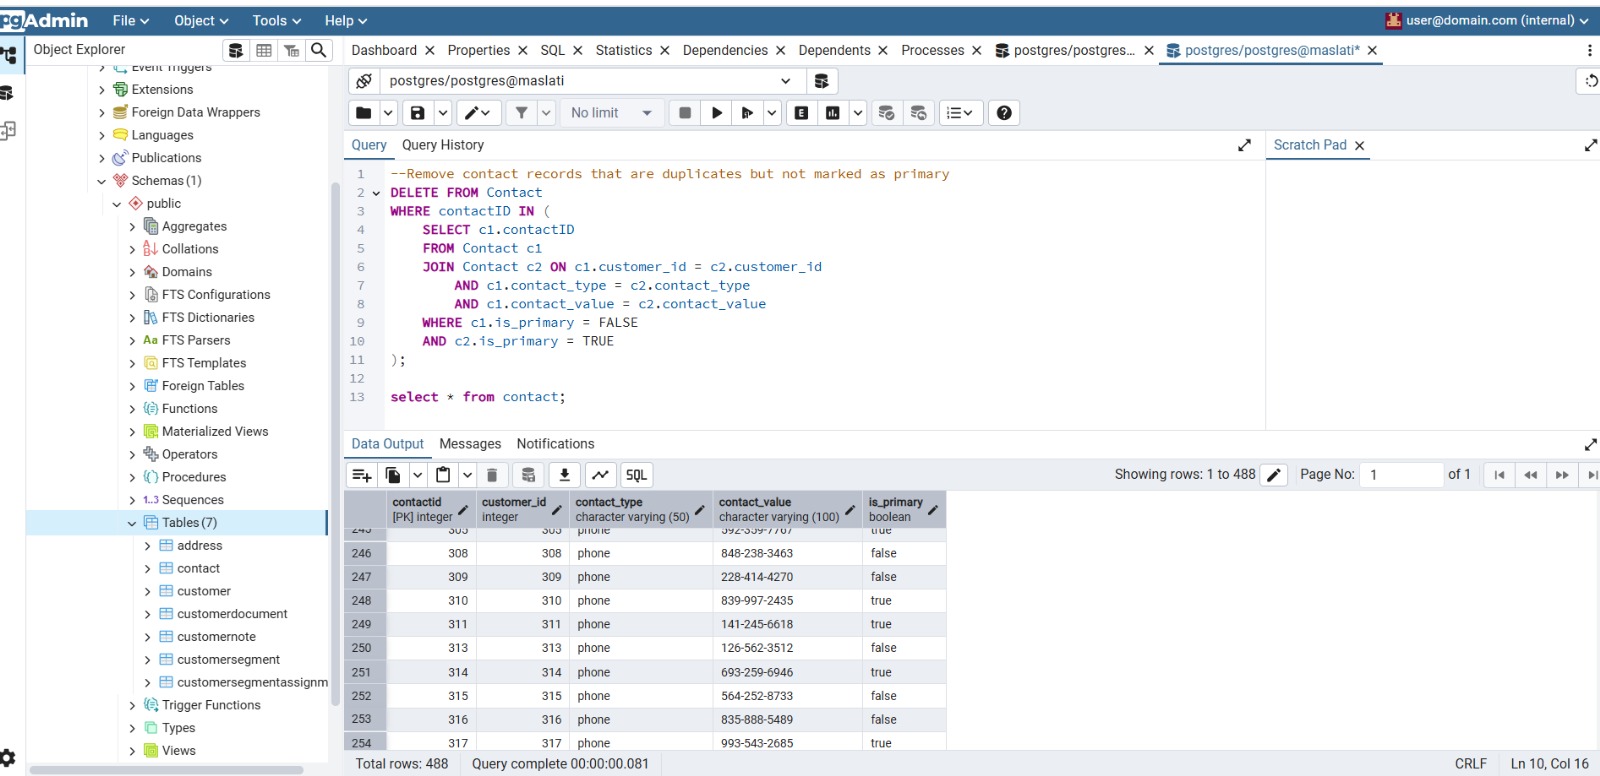 pgAdmin File Object Tools Help user@domain.com (internal)
Object Explorer
Dashboard Properties SQL Statistics Dependencies Dependents Processes postgres/postgres... postgres/postgres@maslati*
Event Triggers
Extensions
Foreign Data Wrappers
Languages
Publications
Schemas (1)
public
Aggregates
Collations
Domains
FTS Configurations
FTS Dictionaries
Aa FTS Parsers
FTS Templates
Foreign Tables
Functions
Materialized Views
Operators
Procedures
1..3 Sequences
Tables (7)
address
contact
customer
customerdocument
customernote
customersegment
customersegmentassignm
Trigger Functions
Types
Views
postgres/postgres@maslati
No limit
E
Query Query History
Scratch Pad
1 --Remove contact records that are duplicates but not marked as primary
2 DELETE FROM Contact
3 WHERE contactID IN (
4 SELECT c1.contactID
5 FROM Contact c1
6 JOIN Contact c2 ON c1.customer_id = c2.customer_id
7 AND c1.contact_type = c2.contact_type
8 AND c1.contact_value = c2.contact_value
9 WHERE c1.is_primary = FALSE
10 AND c2.is_primary = TRUE
11 );
12
13 select * from contact;
Data Output Messages Notifications
SQL Showing rows: 1 to 488 Page No: 1 of 1
contactid customer_id contact_type contact_value is_primary
[PK] integer integer character varying (50) character varying (100) boolean
245 305 305 phone 592-359-7767 true
246 308 308 phone 848-238-3463 false
247 309 309 phone 228-414-4270 false
248 310 310 phone 839-997-2435 true
249 311 311 phone 141-245-6618 true
250 313 313 phone 126-562-3512 false
251 314 314 phone 693-259-6946 true
252 315 315 phone 564-252-8733 false
253 316 316 phone 835-888-5489 false
254 317 317 phone 993-543-2685 true
Total rows: 488 Query complete 00:00:00.081 CRLF Ln 10, Col 16